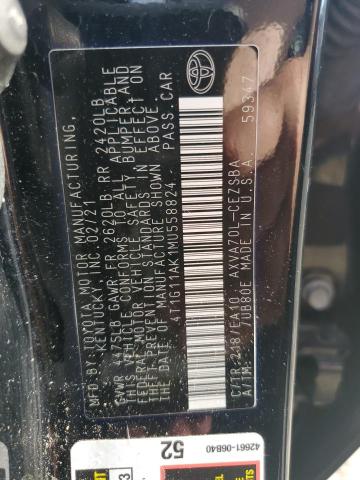 MFD. BY: TOYOTA MOTOR MANUFACTURING,
KENTUCKY, INC. 02/21
GVWR 4475LB GAWR FR 2620LB RR 2420LB
THIS VEHICLE CONFORMS TO ALL APPLICABLE
FEDERAL MOTOR VEHICLE SAFETY, BUMPER, AND
THEFT PREVENTION STANDARDS IN EFFECT ON
THE DATE OF MANUFACTURE SHOWN ABOVE.
4T1G11AK1MU558824 PASS. CAR
C/TR: 218/EA10 AXVA70L-CEZSBA
A/TM: /UB80E MADE IN U.S.A. 59347
52
42661-06B40